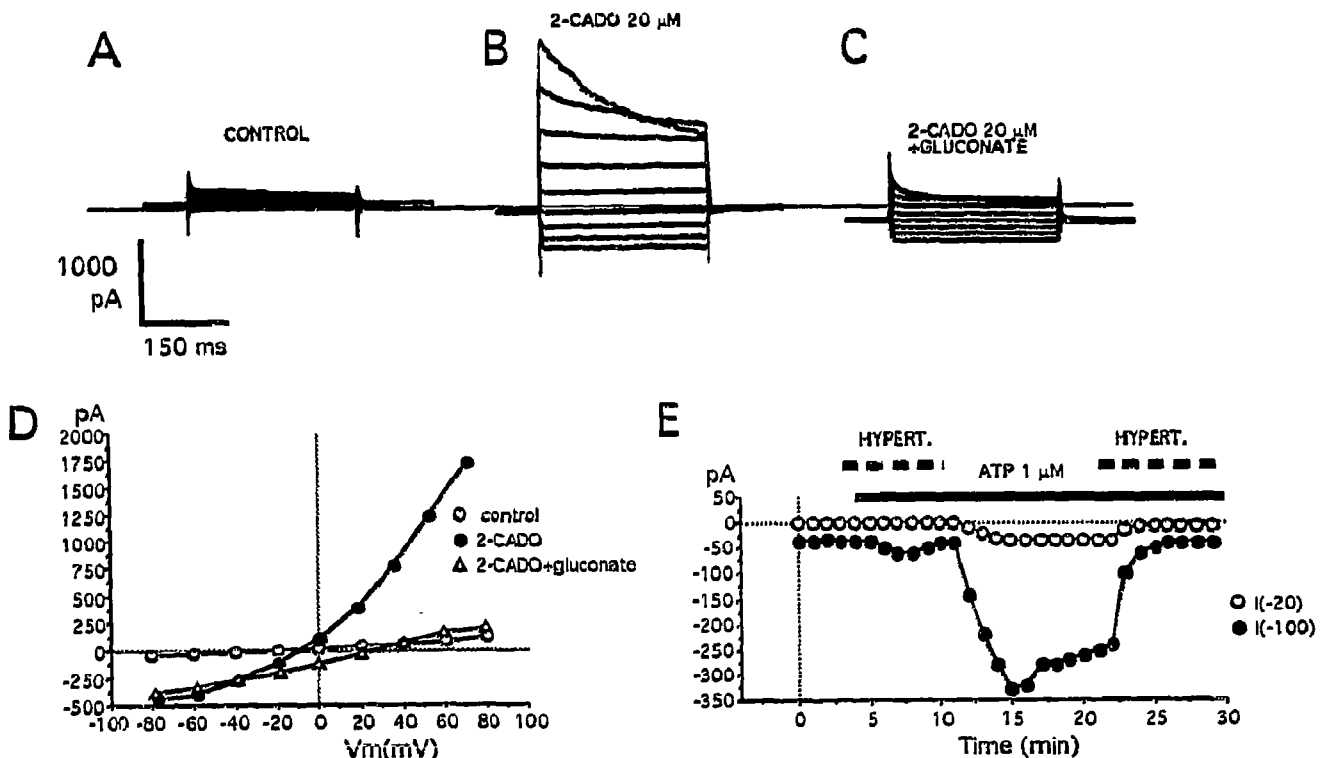 A
B
C
2-CADO 20 μM
CONTROL
2-CADO 20 μM
+GLUCONATE
1000
pA
150 ms
D
pA
2000
1750
1500
1250
1000
750
500
250
0
-250
-500
-100 -80 -60 -40 -20 0 20 40 60 80 100
Vm(mV)
control
2-CADO
2-CADO+gluconate
E
HYPERT.
HYPERT.
ATP 1 μM
pA
50
0
-50
-100
-150
-200
-250
-300
-350
0 5 10 15 20 25 30
Time (min)
I(-20)
I(-100)